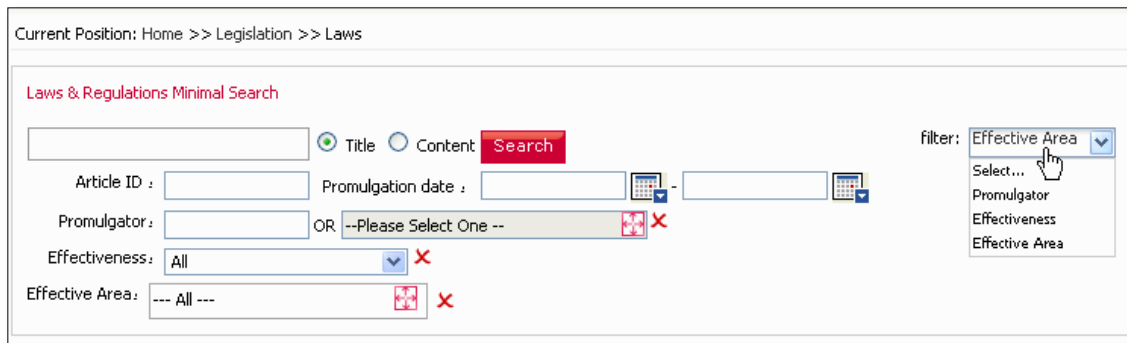 Current Position: Home >> Legislation >> Laws
Laws & Regulations Minimal Search
Title Content Search filter: Effective Area
Article ID : Promulgation date : - Select...
Promulgator
Promulgator: OR --Please Select One --
Effectiveness
Effectiveness: All
Effective Area
Effective Area: --- All ---